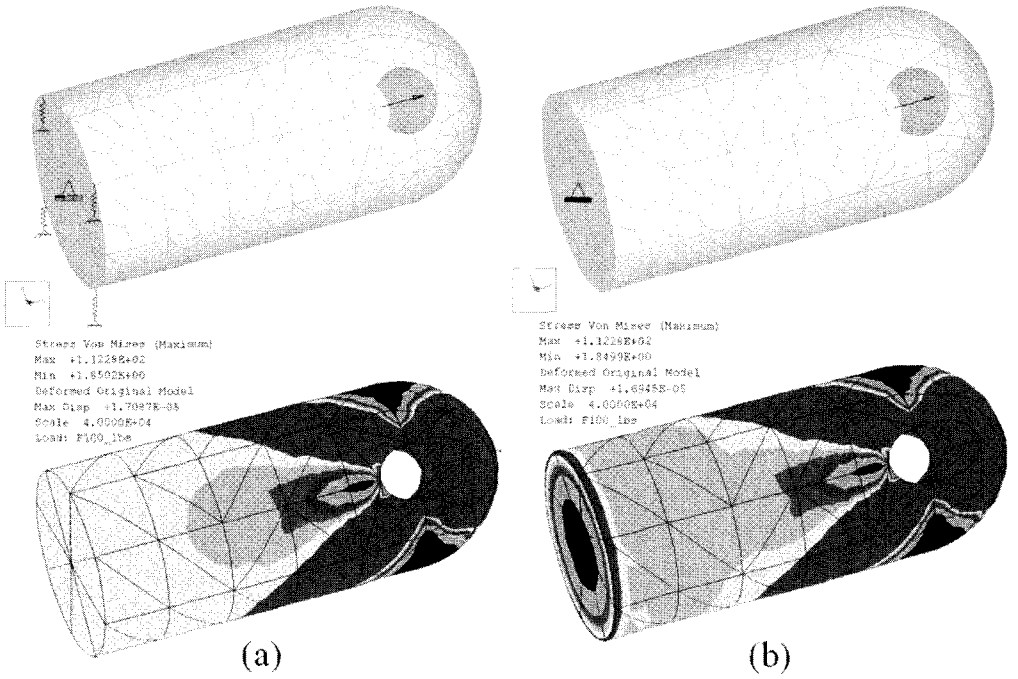 Stress Von Mises (Maximum)
Max +1.1228E+02
Min +1.8502E+00
Deformed Original Model
Max Disp +1.7087E-05
Scale 4.0000E+04
Load: F100_lbs
(a)
Stress Von Mises (Maximum)
Max +1.1228E+02
Min +1.8499E+00
Deformed Original Model
Max Disp +1.6945E-05
Scale 4.0000E+04
Load: F100_lbs
(b)